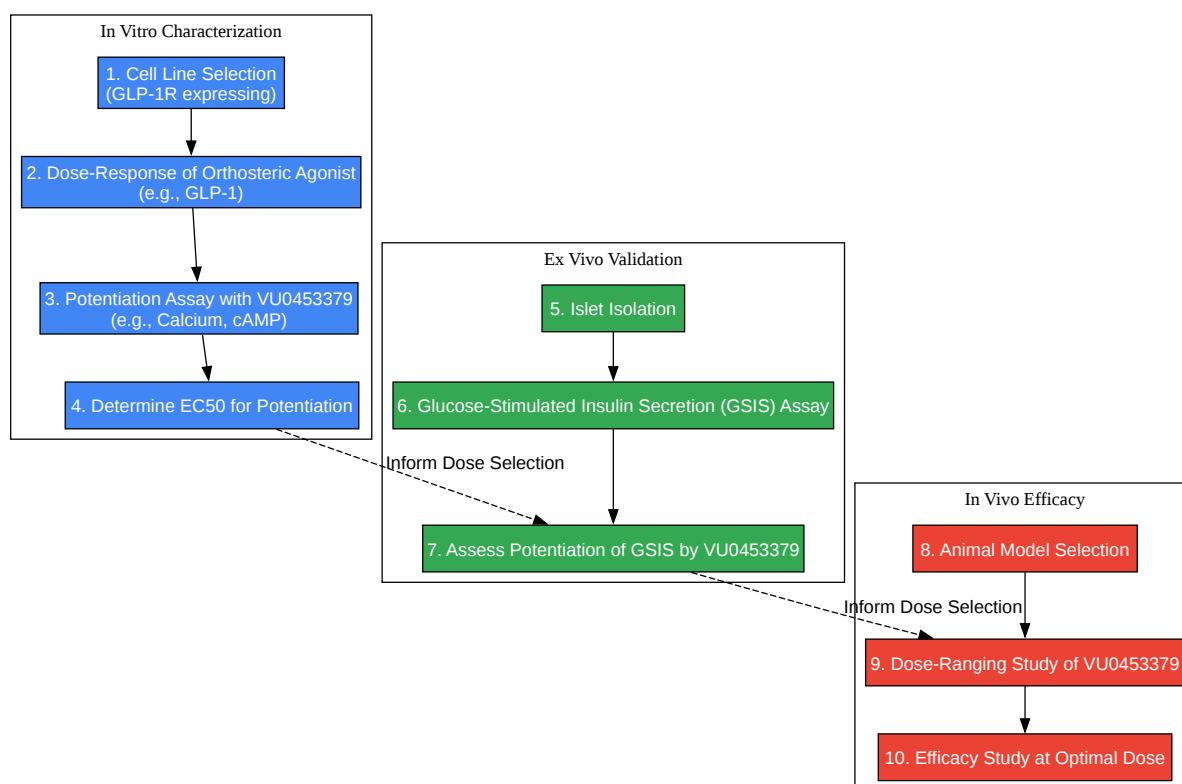 In Vitro Characterization
1. Cell Line Selection
(GLP-1R expressing)
2. Dose-Response of Orthosteric Agonist
(e.g., GLP-1)
3. Potentiation Assay with VU0453379
(e.g., Calcium, cAMP)
4. Determine EC50 for Potentiation
Inform Dose Selection
Ex Vivo Validation
5. Islet Isolation
6. Glucose-Stimulated Insulin Secretion (GSIS) Assay
7. Assess Potentiation of GSIS by VU0453379
Inform Dose Selection
In Vivo Efficacy
8. Animal Model Selection
9. Dose-Ranging Study of VU0453379
10. Efficacy Study at Optimal Dose